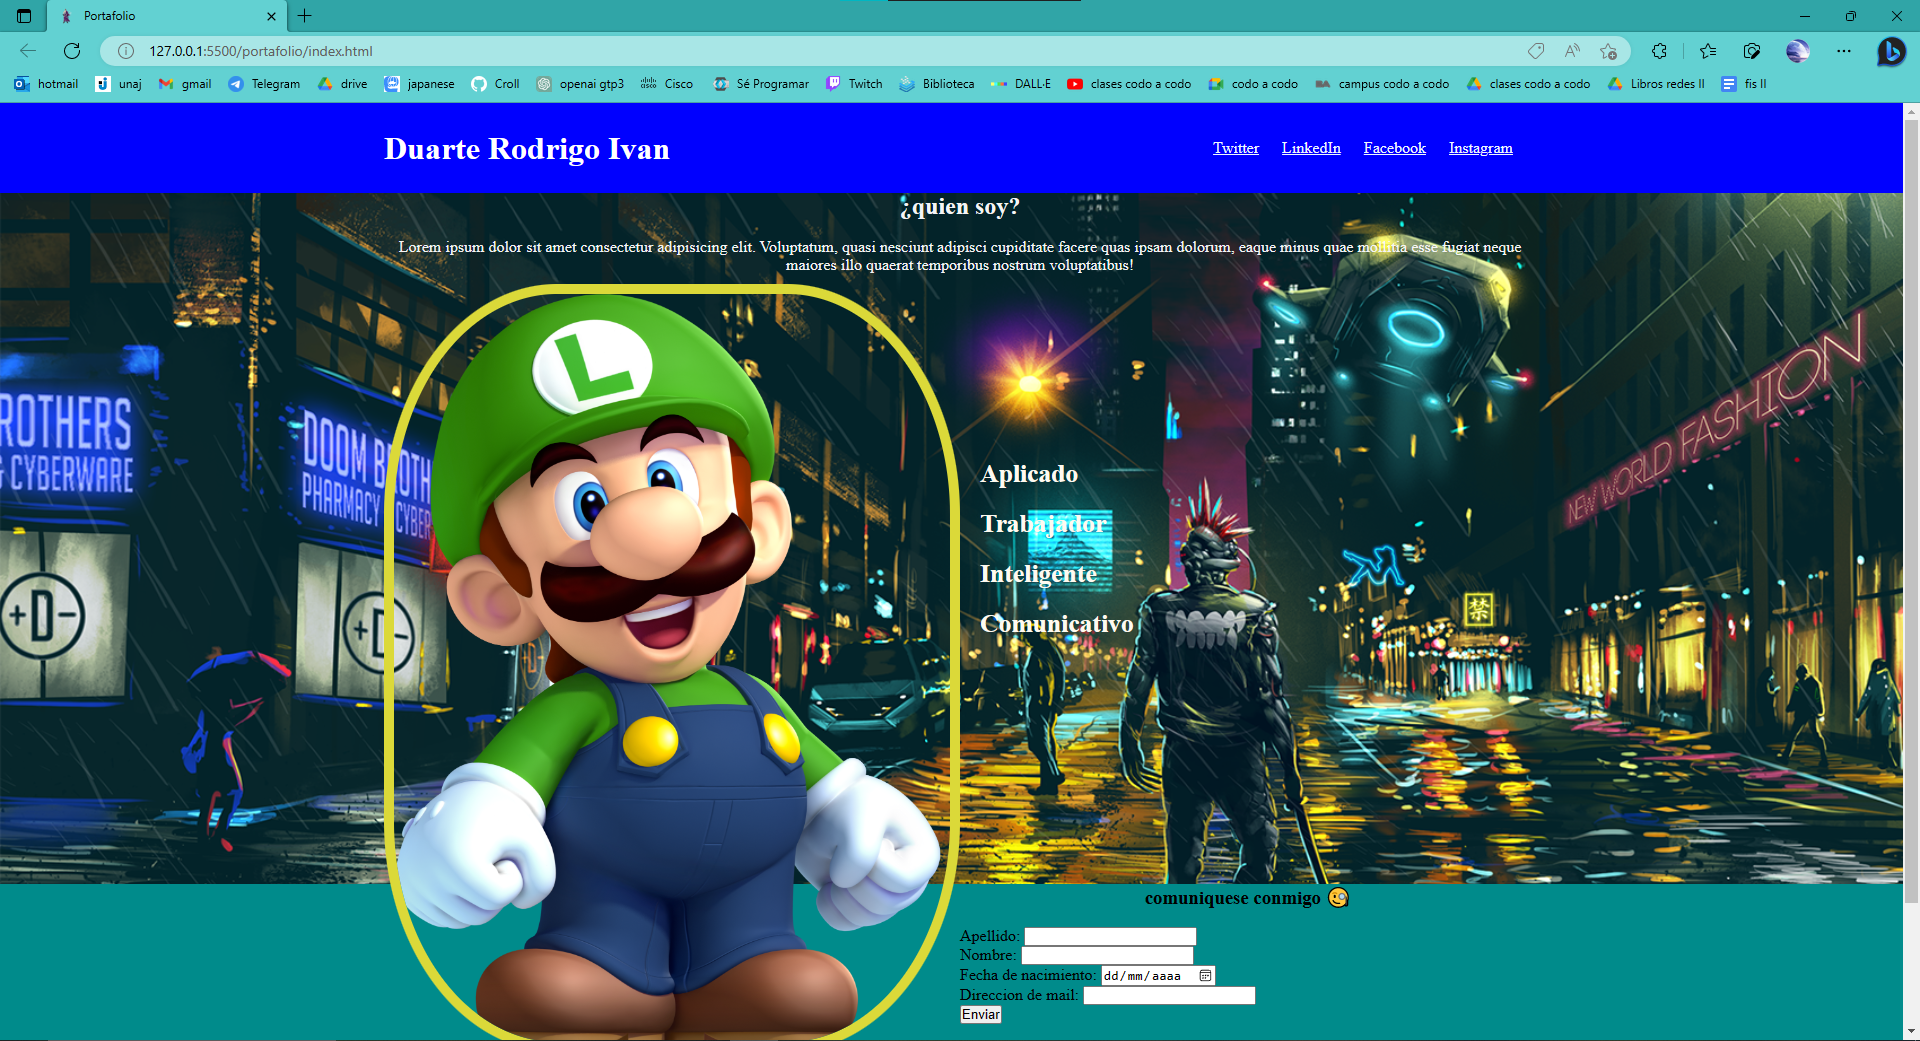 Portafolio
127.0.0.1:5500/portafolio/index.html
hotmail unaj gmail Telegram drive japanese Croll openai gtp3 Cisco Sé Programar Twitch Biblioteca DALL·E clases codo a codo codo a codo campus codo a codo clases codo a codo Libros redes II fis II
Duarte Rodrigo Ivan
Twitter LinkedIn Facebook Instagram
¿quien soy?
Lorem ipsum dolor sit amet consectetur adipisicing elit. Voluptatum, quasi nesciunt adipisci cupiditate facere quas ipsam dolorum, eaque minus quae mollitia esse fugiat neque
maiores illo quaerat temporibus nostrum voluptatibus!
L
ROTHERS
& CYBERWARE
DOOM BROTH
PHARMACY & CYBER
NEW WORLD FASHION
+D-
+D-
禁
Aplicado
Trabajador
Inteligente
Comunicativo
comuniquese conmigo 🧐
Apellido:
Nombre:
Fecha de nacimiento: dd/mm/aaaa
Direccion de mail:
Enviar